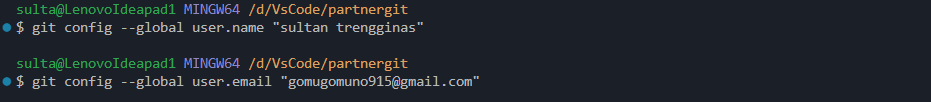 sulta@LenovoIdeapad1 MINGW64 /d/VsCode/partnergit
$ git config --global user.name "sultan trengginas"
sulta@LenovoIdeapad1 MINGW64 /d/VsCode/partnergit
$ git config --global user.email "gomugomuno915@gmail.com"